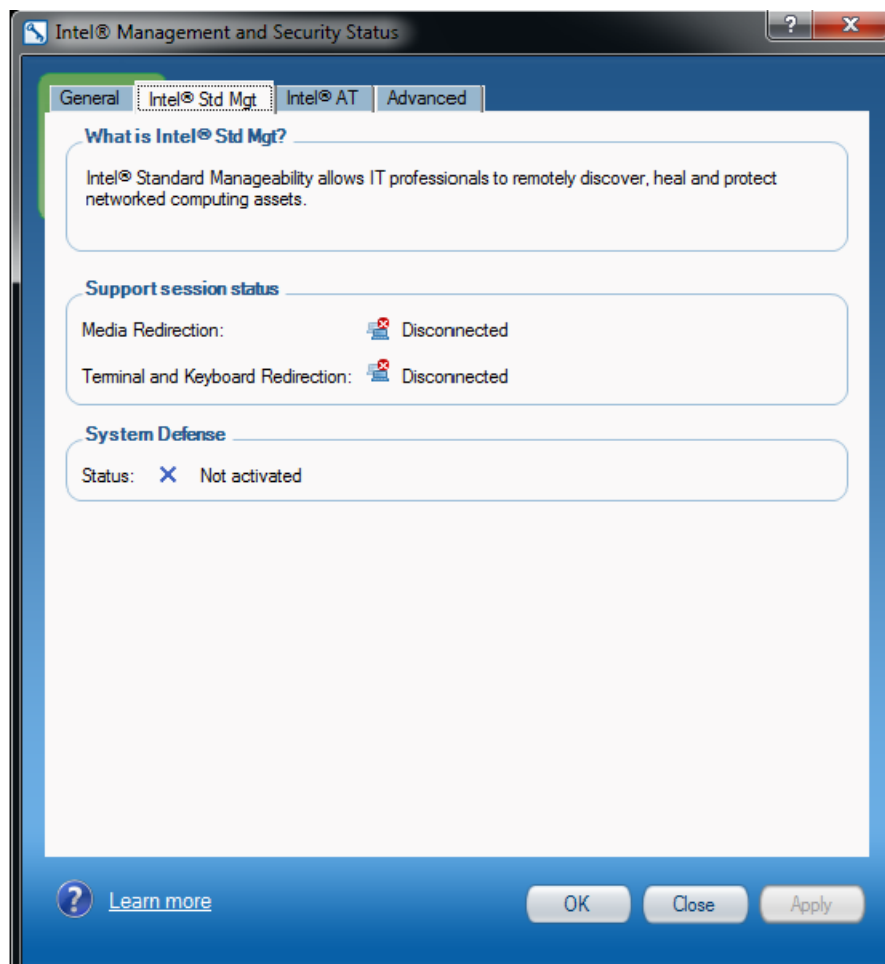 Intel® Management and Security Status
General
Intel® Std Mgt
Intel® AT
Advanced
What is Intel® Std Mgt?
Intel® Standard Manageability allows IT professionals to remotely discover, heal and protect
networked computing assets.
Support session status
Media Redirection: Disconnected
Terminal and Keyboard Redirection: Disconnected
System Defense
Status: Not activated
Learn more
OK
Close
Apply